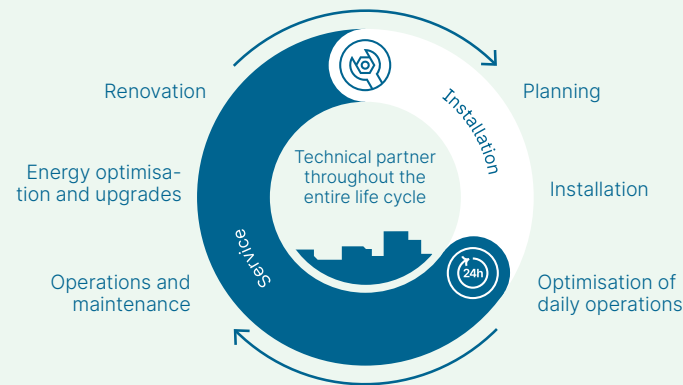 Renovation
Planning
Installation
Technical partner
throughout the
entire life cycle
Energy optimisa-
tion and upgrades
Installation
Service
24h
Operations and
maintenance
Optimisation of
daily operations